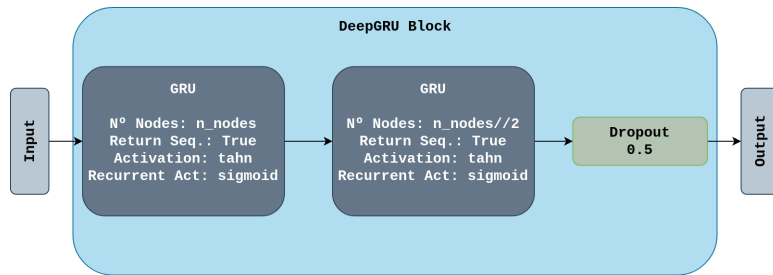 DeepGRU Block
Input
GRU
Nº Nodes: n_nodes
Return Seq.: True
Activation: tahn
Recurrent Act: sigmoid
GRU
Nº Nodes: n_nodes//2
Return Seq.: True
Activation: tahn
Recurrent Act: sigmoid
Dropout
0.5
Output